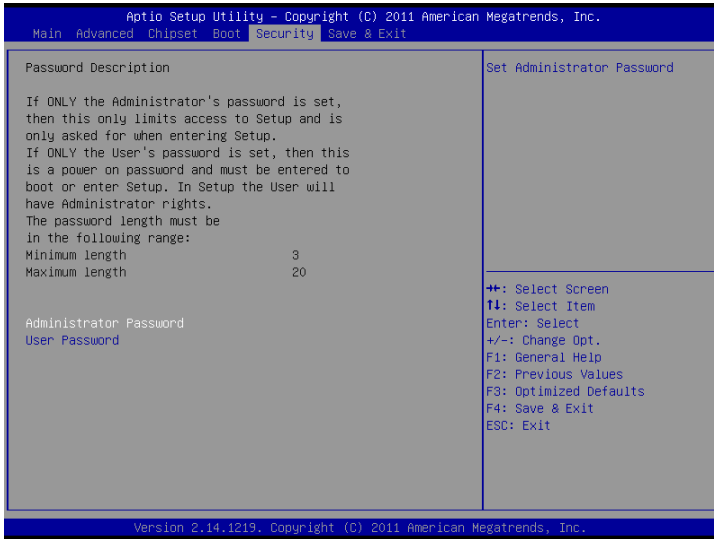 Aptio Setup Utility – Copyright (C) 2011 American Megatrends, Inc.
Main Advanced Chipset Boot Security Save & Exit
Password Description
If ONLY the Administrator's password is set,
then this only limits access to Setup and is
only asked for when entering Setup.
If ONLY the User's password is set, then this
is a power on password and must be entered to
boot or enter Setup. In Setup the User will
have Administrator rights.
The password length must be
in the following range:
Minimum length 3
Maximum length 20
Administrator Password
User Password
Set Administrator Password
→←: Select Screen
↑↓: Select Item
Enter: Select
+/-: Change Opt.
F1: General Help
F2: Previous Values
F3: Optimized Defaults
F4: Save & Exit
ESC: Exit
Version 2.14.1219. Copyright (C) 2011 American Megatrends, Inc.